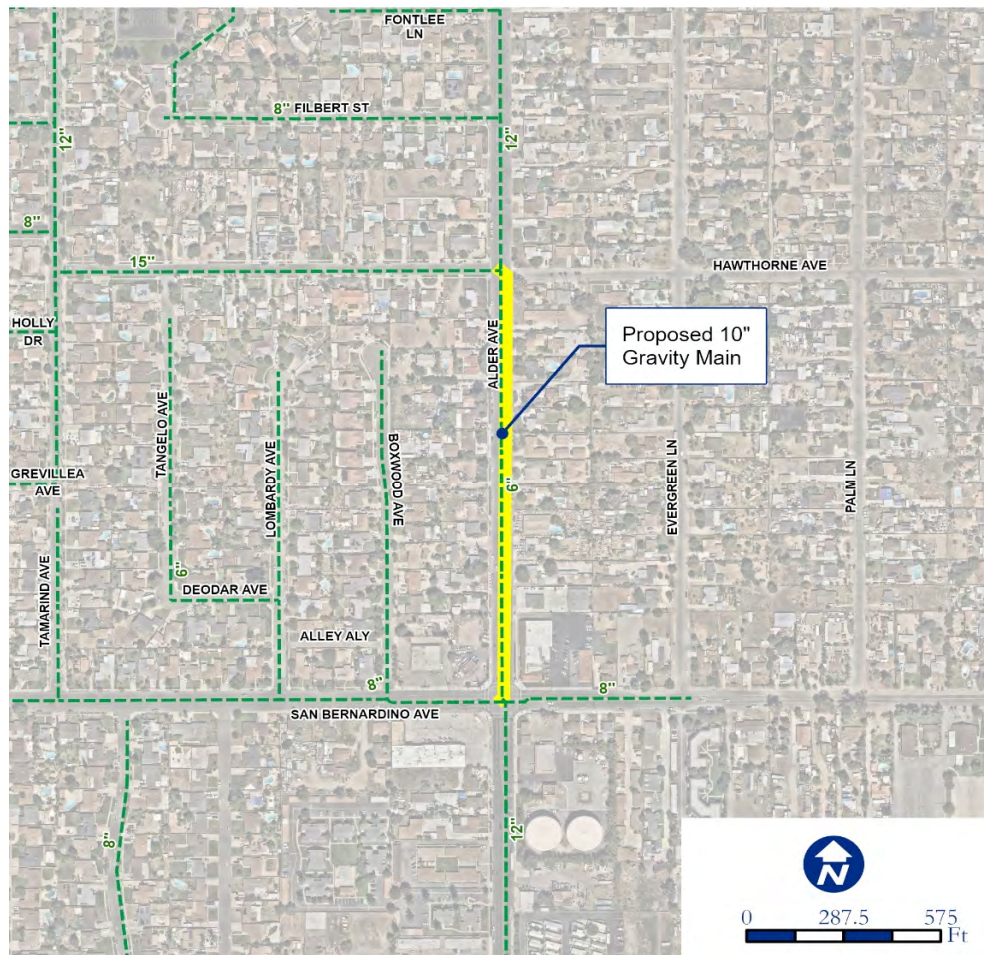 FONTLEE
LN
8" FILBERT ST
12"
12"
8"
15"
HAWTHORNE AVE
HOLLY
DR
ALDER AVE
Proposed 10"
Gravity Main
TANGELO AVE
LOMBARDY AVE
BOXWOOD AVE
EVERGREEN LN
PALM LN
GREVILLEA
AVE
6"
TAMARIND AVE
6"
DEODAR AVE
ALLEY ALY
8"
8"
SAN BERNARDINO AVE
8"
12"
N
0 287.5 575
Ft